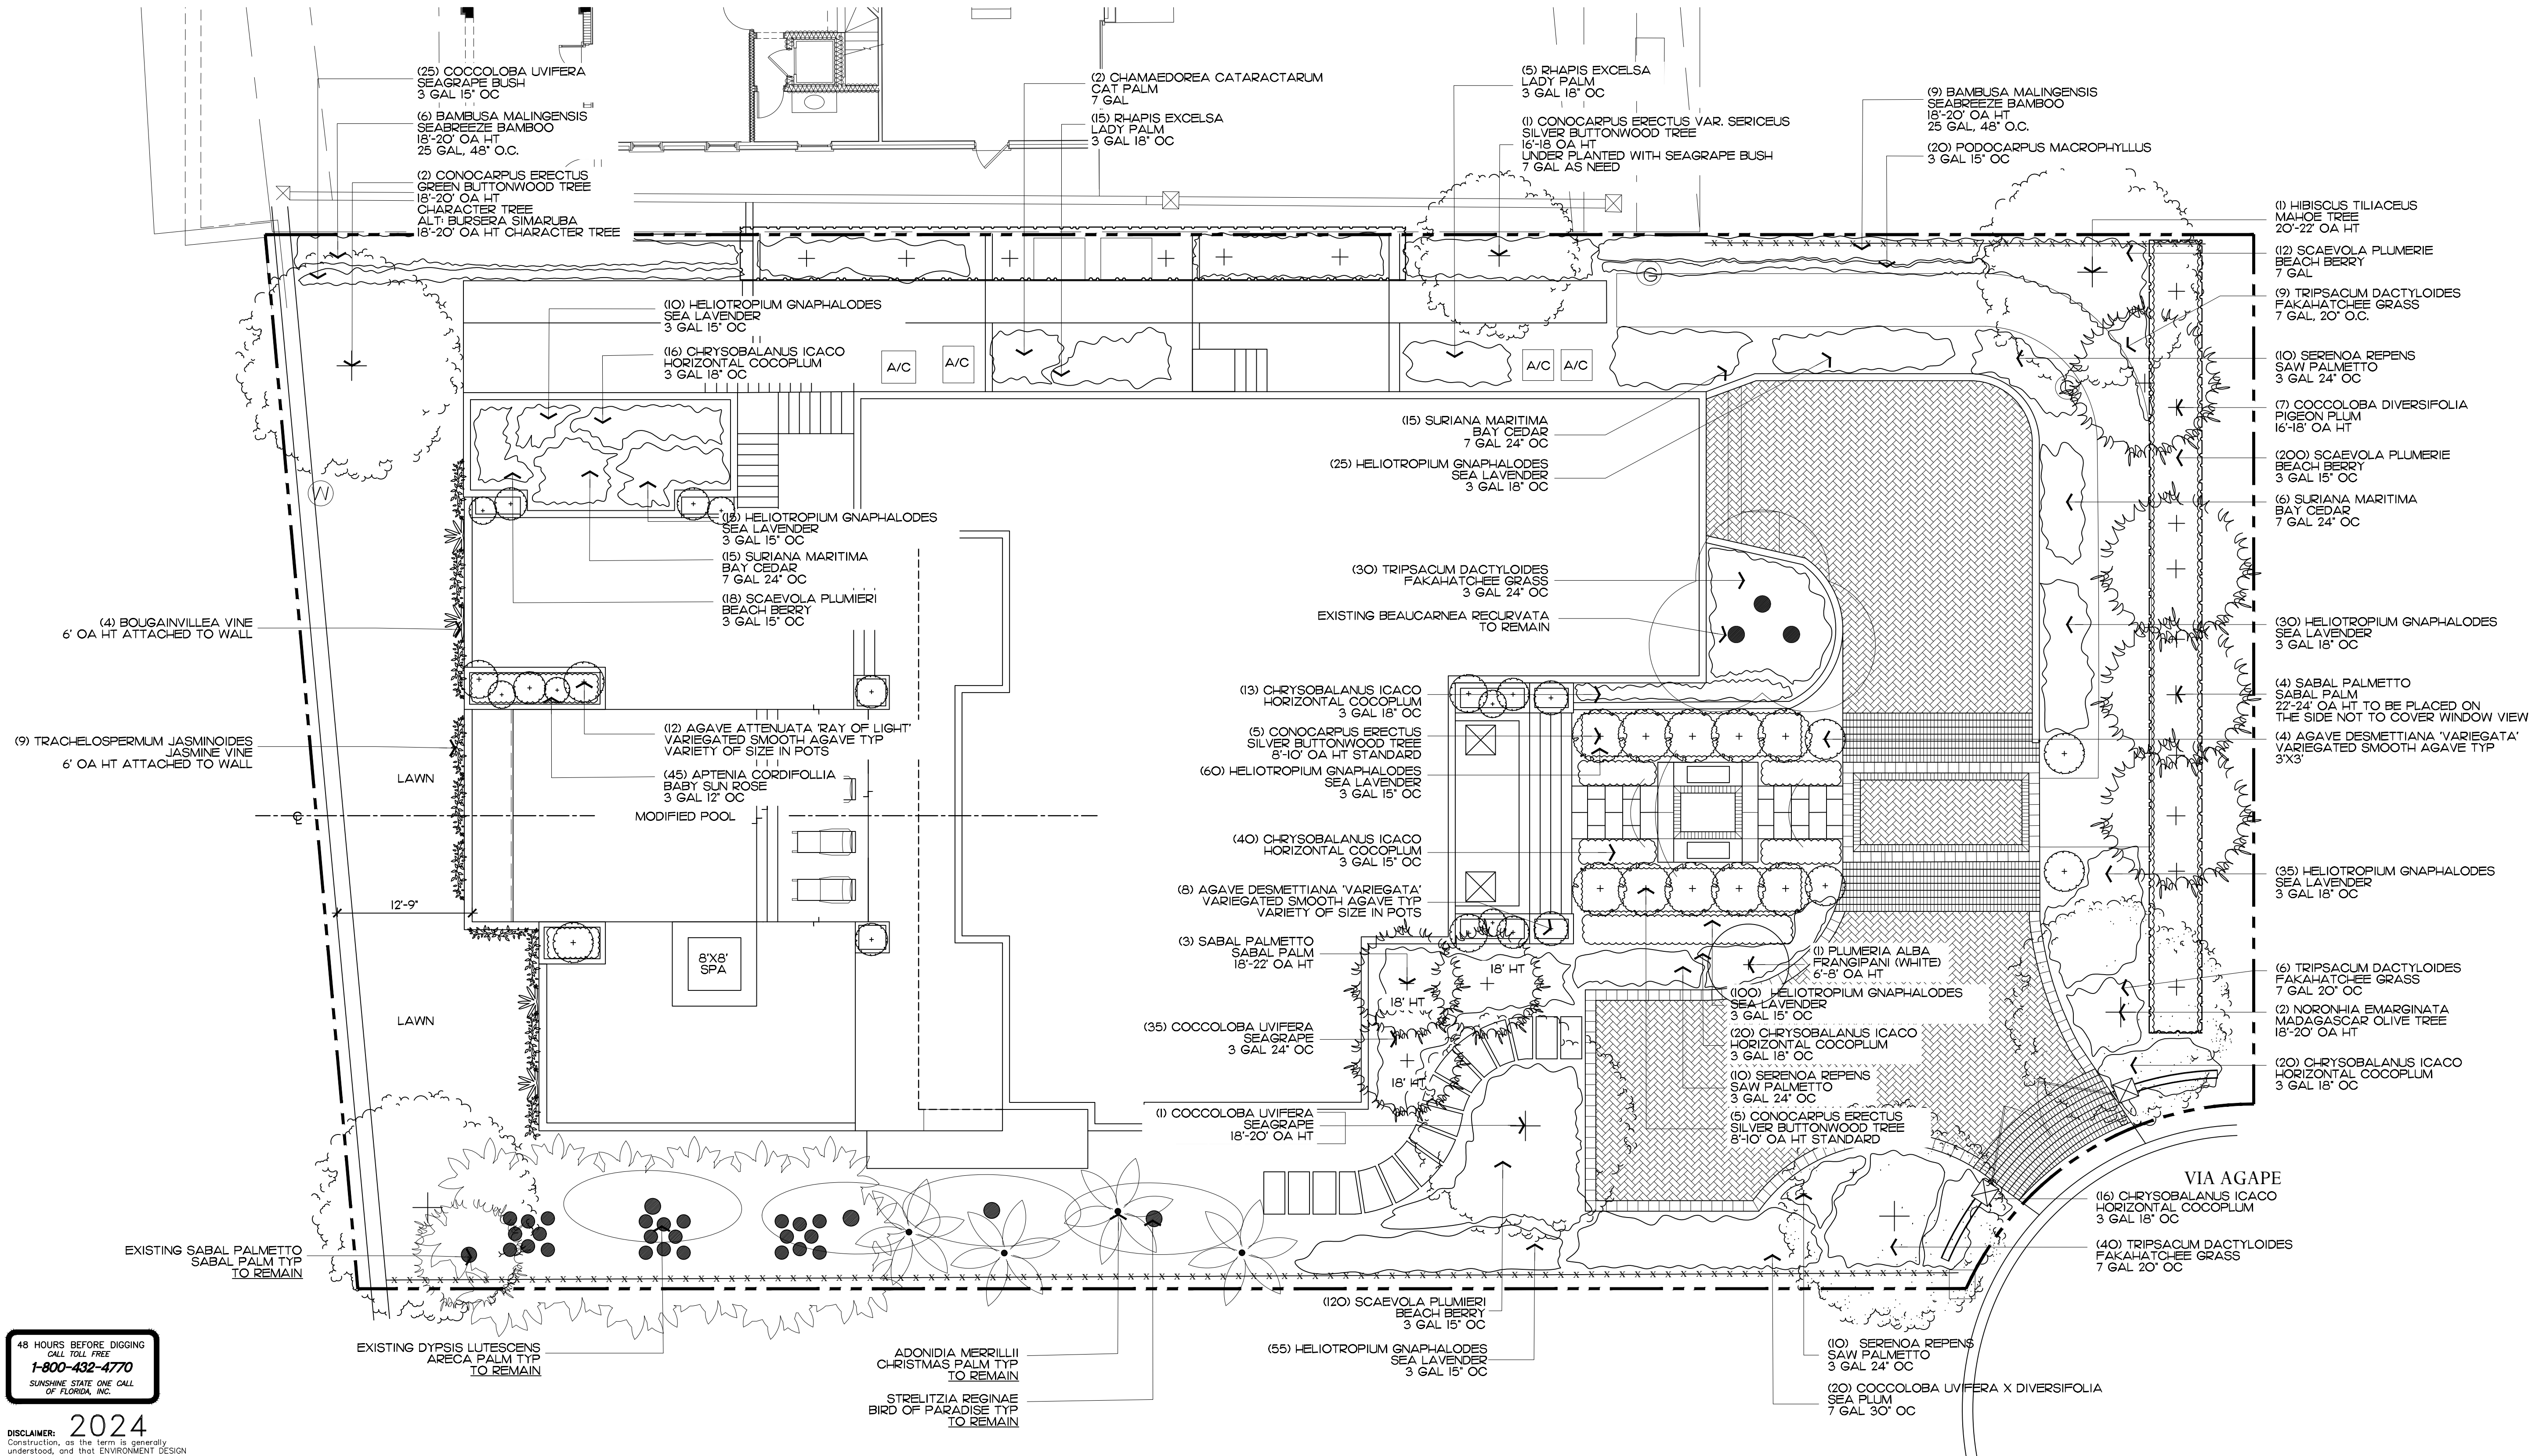 (25) COCCOLOBA UVIFERA
SEAGRAPE BUSH
3 GAL 15" OC
(6) BAMBUSA MALINGENSIS
SEABREEZE BAMBOO
18'-20' OA HT
25 GAL, 48" O.C.
(2) CONOCARPUS ERECTUS
GREEN BUTTONWOOD TREE
18'-20' OA HT
CHARACTER TREE
ALT: BURSERA SIMARUBA
18'-20' OA HT CHARACTER TREE
(2) CHAMAEDOREA CATARACTARUM
CAT PALM
7 GAL
(15) RHAPIS EXCELSA
LADY PALM
3 GAL 18" OC
(5) RHAPIS EXCELSA
LADY PALM
3 GAL 18" OC
(1) CONOCARPUS ERECTUS VAR. SERICEUS
SILVER BUTTONWOOD TREE
16'-18 OA HT
UNDER PLANTED WITH SEAGRAPE BUSH
7 GAL AS NEED
(9) BAMBUSA MALINGENSIS
SEABREEZE BAMBOO
18'-20' OA HT
25 GAL, 48" O.C.
(20) PODOCARPUS MACROPHYLLUS
3 GAL 15" OC
(1) HIBISCUS TILIACEUS
MAHOE TREE
20'-22' OA HT
(12) SCAEVOLA PLUMERIE
BEACH BERRY
7 GAL
(9) TRIPSACUM DACTYLOIDES
FAKAHATCHEE GRASS
7 GAL, 20" O.C.
(10) SERENOA REPENS
SAW PALMETTO
3 GAL 24" OC
(7) COCCOLOBA DIVERSIFOLIA
PIGEON PLUM
16'-18' OA HT
(200) SCAEVOLA PLUMERIE
BEACH BERRY
3 GAL 15" OC
(6) SURIANA MARITIMA
BAY CEDAR
7 GAL 24" OC
(30) HELIOTROPIUM GNAPHALODES
SEA LAVENDER
3 GAL 18" OC
(4) SABAL PALMETTO
SABAL PALM
22'-24' OA HT TO BE PLACED ON
THE SIDE NOT TO COVER WINDOW VIEW
(4) AGAVE DESMETTIANA 'VARIEGATA'
VARIEGATED SMOOTH AGAVE TYP
3'X3'
(35) HELIOTROPIUM GNAPHALODES
SEA LAVENDER
3 GAL 18" OC
(6) TRIPSACUM DACTYLOIDES
FAKAHATCHEE GRASS
7 GAL 20" OC
(2) NORONHIA EMARGINATA
MADAGASCAR OLIVE TREE
18'-20' OA HT
(20) CHRYSOBALANUS ICACO
HORIZONTAL COCOPLUM
3 GAL 18" OC
VIA AGAPE
(16) CHRYSOBALANUS ICACO
HORIZONTAL COCOPLUM
3 GAL 18" OC
(40) TRIPSACUM DACTYLOIDES
FAKAHATCHEE GRASS
7 GAL 20" OC
(10) HELIOTROPIUM GNAPHALODES
SEA LAVENDER
3 GAL 15" OC
(16) CHRYSOBALANUS ICACO
HORIZONTAL COCOPLUM
3 GAL 18" OC
A/C
A/C
A/C
A/C
W
(15) HELIOTROPIUM GNAPHALODES
SEA LAVENDER
3 GAL 15" OC
(15) SURIANA MARITIMA
BAY CEDAR
7 GAL 24" OC
(18) SCAEVOLA PLUMIERI
BEACH BERRY
3 GAL 15" OC
(4) BOUGAINVILLEA VINE
6' OA HT ATTACHED TO WALL
(9) TRACHELOSPERMUM JASMINOIDES
JASMINE VINE
6' OA HT ATTACHED TO WALL
(12) AGAVE ATTENUATA 'RAY OF LIGHT'
VARIEGATED SMOOTH AGAVE TYP
VARIETY OF SIZE IN POTS
(45) APTENIA CORDIFOLLIA
BABY SUN ROSE
3 GAL 12" OC
LAWN
MODIFIED POOL
12'-9"
8'X8'
SPA
LAWN
(15) SURIANA MARITIMA
BAY CEDAR
7 GAL 24" OC
(25) HELIOTROPIUM GNAPHALODES
SEA LAVENDER
3 GAL 18" OC
(30) TRIPSACUM DACTYLOIDES
FAKAHATCHEE GRASS
3 GAL 24" OC
EXISTING BEAUCARNEA RECURVATA
TO REMAIN
(13) CHRYSOBALANUS ICACO
HORIZONTAL COCOPLUM
3 GAL 18" OC
(5) CONOCARPUS ERECTUS
SILVER BUTTONWOOD TREE
8'-10' OA HT STANDARD
(60) HELIOTROPIUM GNAPHALODES
SEA LAVENDER
3 GAL 15" OC
(40) CHRYSOBALANUS ICACO
HORIZONTAL COCOPLUM
3 GAL 15" OC
(8) AGAVE DESMETTIANA 'VARIEGATA'
VARIEGATED SMOOTH AGAVE TYP
VARIETY OF SIZE IN POTS
(3) SABAL PALMETTO
SABAL PALM
18'-22' OA HT
18' HT
18' HT
18' HT
(35) COCCOLOBA UVIFERA
SEAGRAPE
3 GAL 24" OC
(1) COCCOLOBA UVIFERA
SEAGRAPE
18'-20' OA HT
(1) PLUMERIA ALBA
FRANGIPANI (WHITE)
6'-8' OA HT
(100) HELIOTROPIUM GNAPHALODES
SEA LAVENDER
3 GAL 15" OC
(20) CHRYSOBALANUS ICACO
HORIZONTAL COCOPLUM
3 GAL 18" OC
(10) SERENOA REPENS
SAW PALMETTO
3 GAL 24" OC
(5) CONOCARPUS ERECTUS
SILVER BUTTONWOOD TREE
8'-10' OA HT STANDARD
EXISTING SABAL PALMETTO
SABAL PALM TYP
TO REMAIN
EXISTING DYPSIS LUTESCENS
ARECA PALM TYP
TO REMAIN
ADONIDIA MERRILLII
CHRISTMAS PALM TYP
TO REMAIN
STRELITZIA REGINAE
BIRD OF PARADISE TYP
TO REMAIN
(120) SCAEVOLA PLUMIERI
BEACH BERRY
3 GAL 15" OC
(55) HELIOTROPIUM GNAPHALODES
SEA LAVENDER
3 GAL 15" OC
(10) SERENOA REPENS
SAW PALMETTO
3 GAL 24" OC
(20) COCCOLOBA UVIFERA X DIVERSIFOLIA
SEA PLUM
7 GAL 30" OC
48 HOURS BEFORE DIGGING
CALL TOLL FREE
1-800-432-4770
SUNSHINE STATE ONE CALL
OF FLORIDA, INC.
DISCLAIMER: 2024
Construction, as the term is generally
understood, and that ENVIRONMENT DESIGN